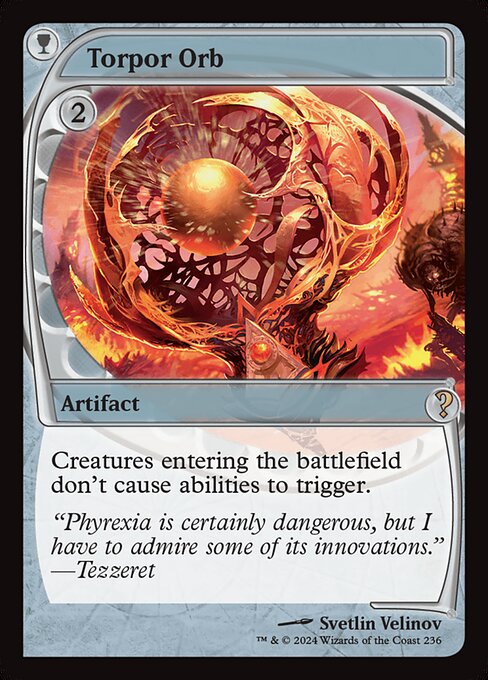 Torpor Orb
2
Artifact
Creatures entering the battlefield
don't cause abilities to trigger.
“Phyrexia is certainly dangerous, but I
have to admire some of its innovations.”
—Tezzeret
Svetlin Velinov
™ & © 2024 Wizards of the Coast 236